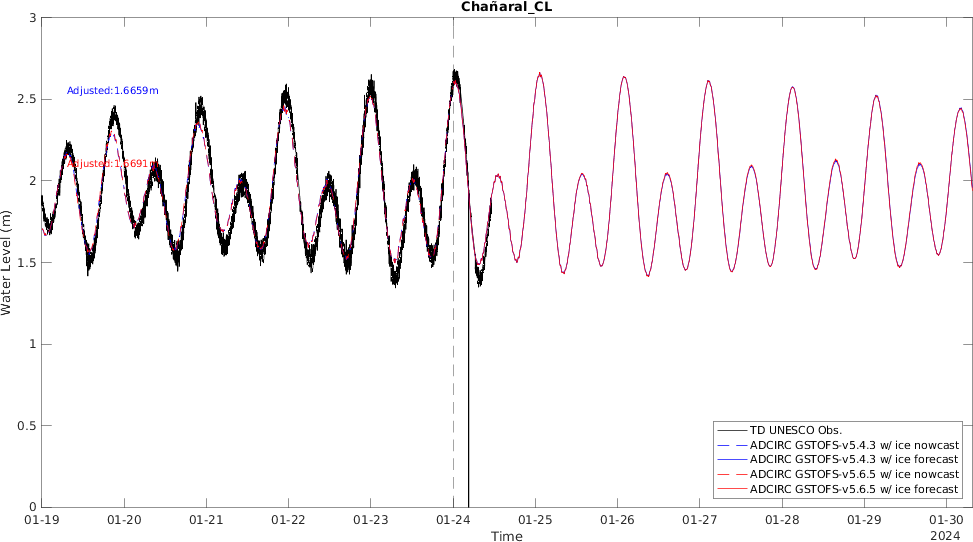 Chañaral_CL
3
2.5
2
1.5
1
0.5
0
Water Level (m)
Adjusted:1.6659m
Adjusted:1.6691m
TD UNESCO Obs.
ADCIRC GSTOFS-v5.4.3 w/ ice nowcast
ADCIRC GSTOFS-v5.4.3 w/ ice forecast
ADCIRC GSTOFS-v5.6.5 w/ ice nowcast
ADCIRC GSTOFS-v5.6.5 w/ ice forecast
01-19 01-20 01-21 01-22 01-23 01-24 01-25 01-26 01-27 01-28 01-29 01-30
Time
2024